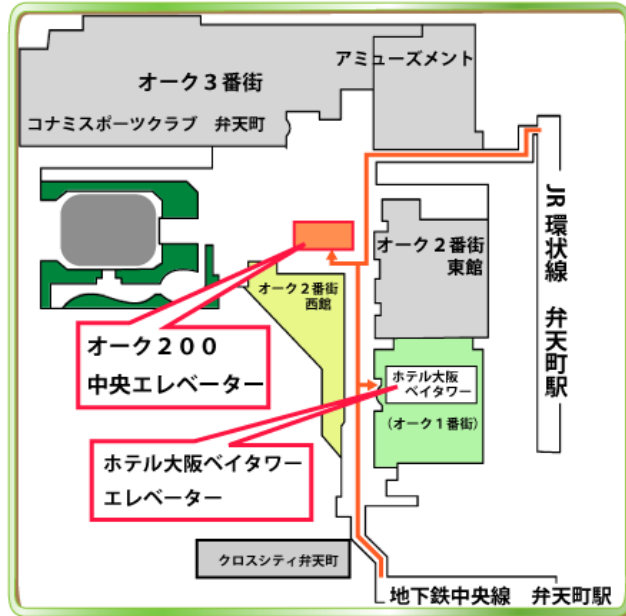 アミューズメント
オーク３番街
コナミスポーツクラブ　弁天町
JR環状線　弁天町駅
オーク２番街
東館
オーク２番街
西館
オーク２００
中央エレベーター
ホテル大阪
ベイタワー
（オーク１番街）
ホテル大阪ベイタワー
エレベーター
クロスシティ弁天町
地下鉄中央線　弁天町駅